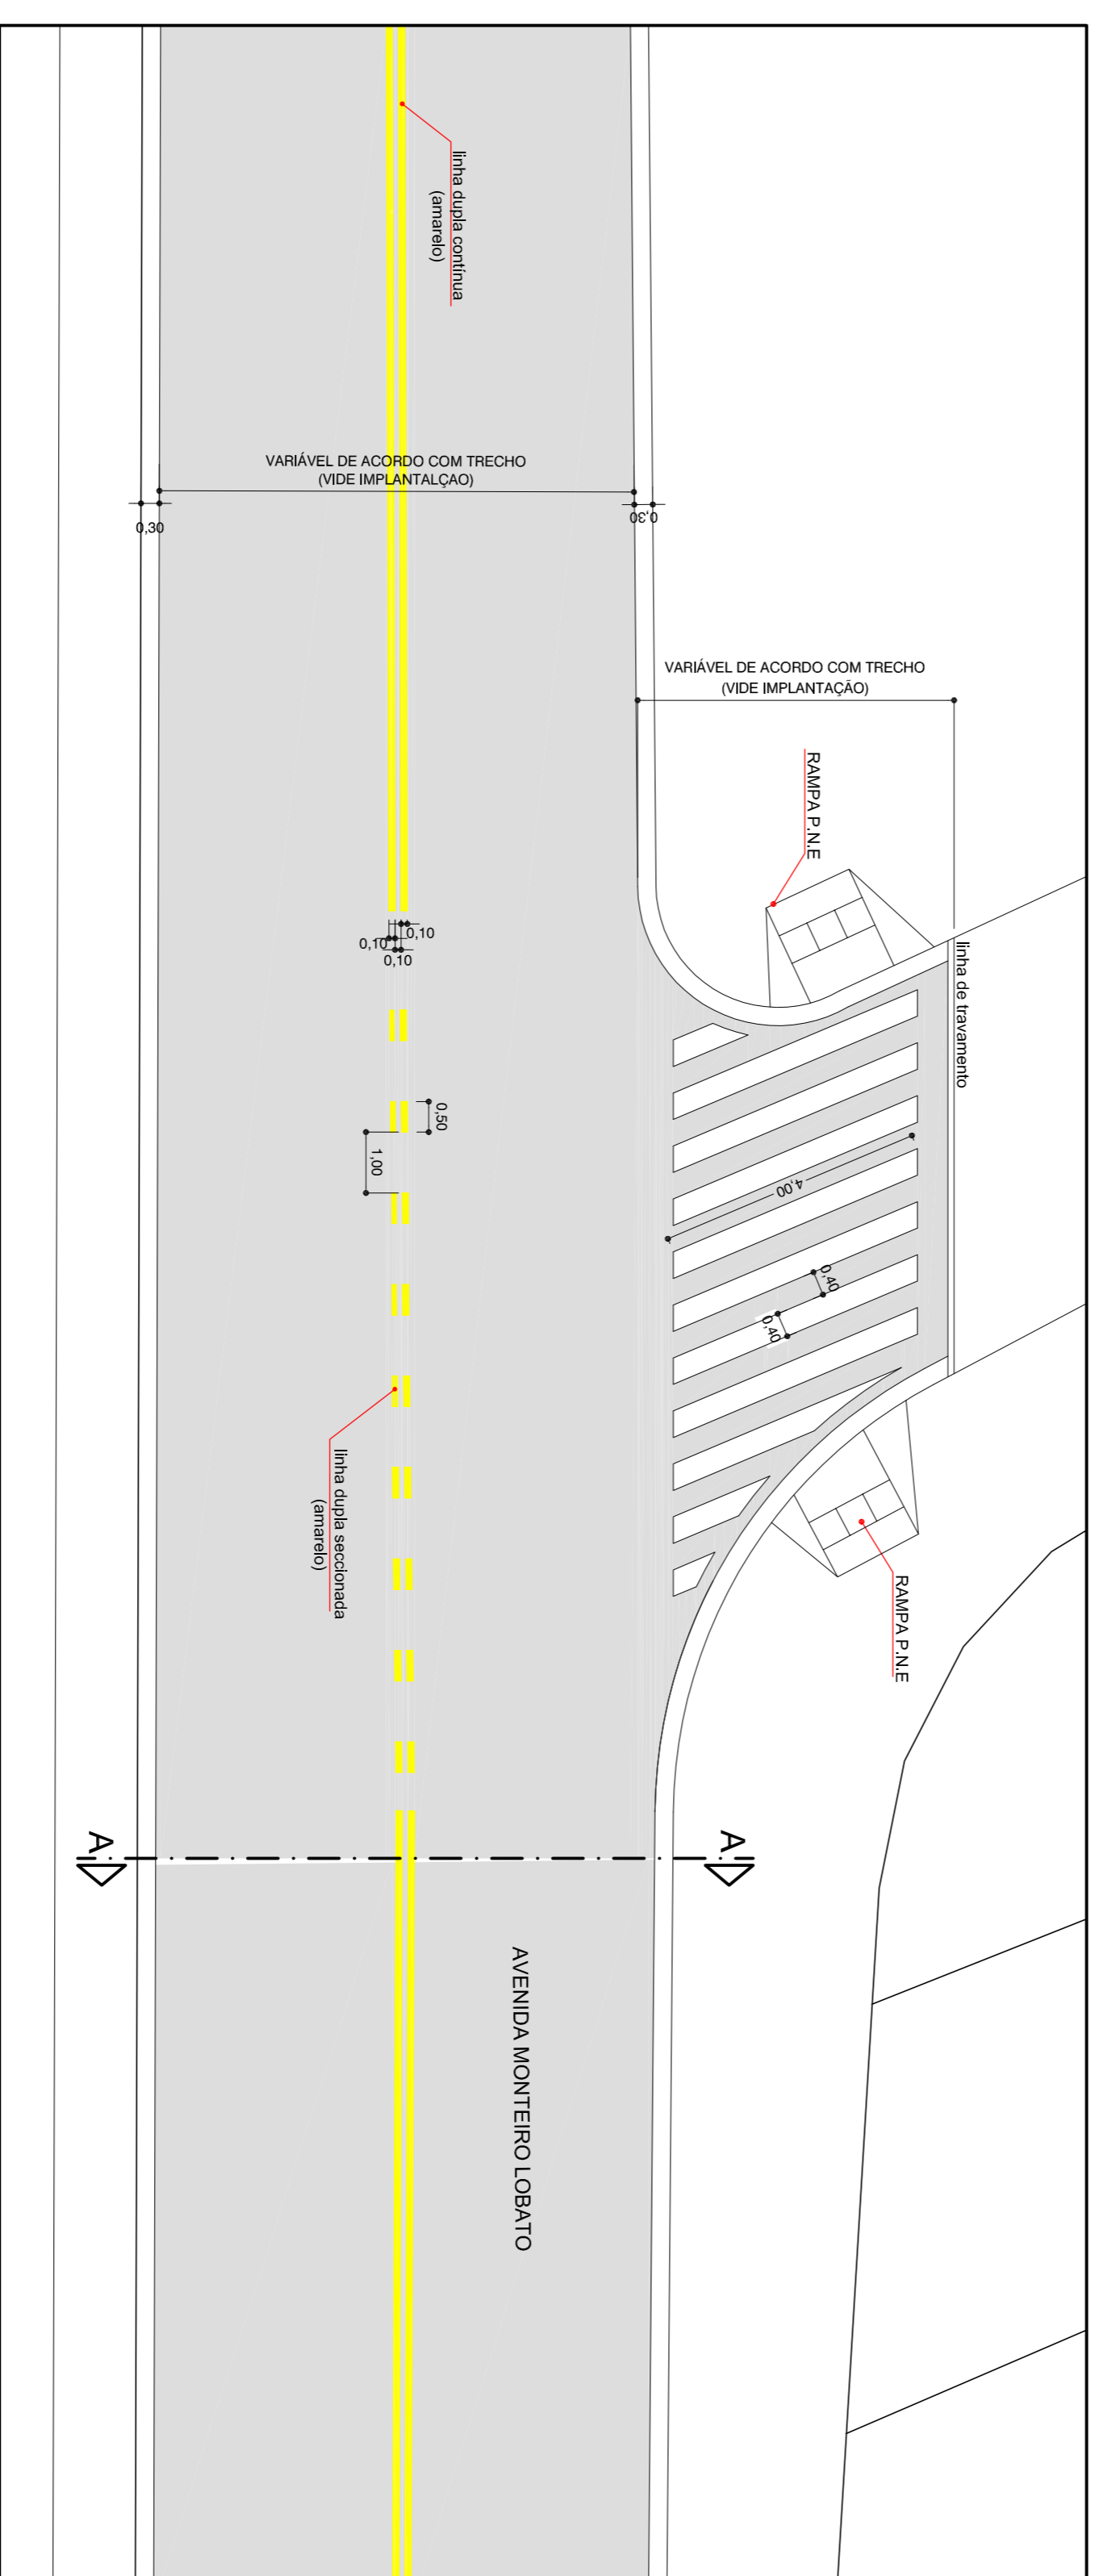 linha dupla contínua
(amarelo)
VARIÁVEL DE ACORDO COM TRECHO
(VIDE IMPLANTALÇAO)
0,30
0,30
VARIÁVEL DE ACORDO COM TRECHO
(VIDE IMPLANTAÇÃO)
RAMPA P.N.E
linha de travamento
0,10
0,10
0,10
0,50
1,00
4,00
0,40
0,40
linha dupla seccionada
(amarelo)
RAMPA P.N.E
A
A
AVENIDA MONTEIRO LOBATO